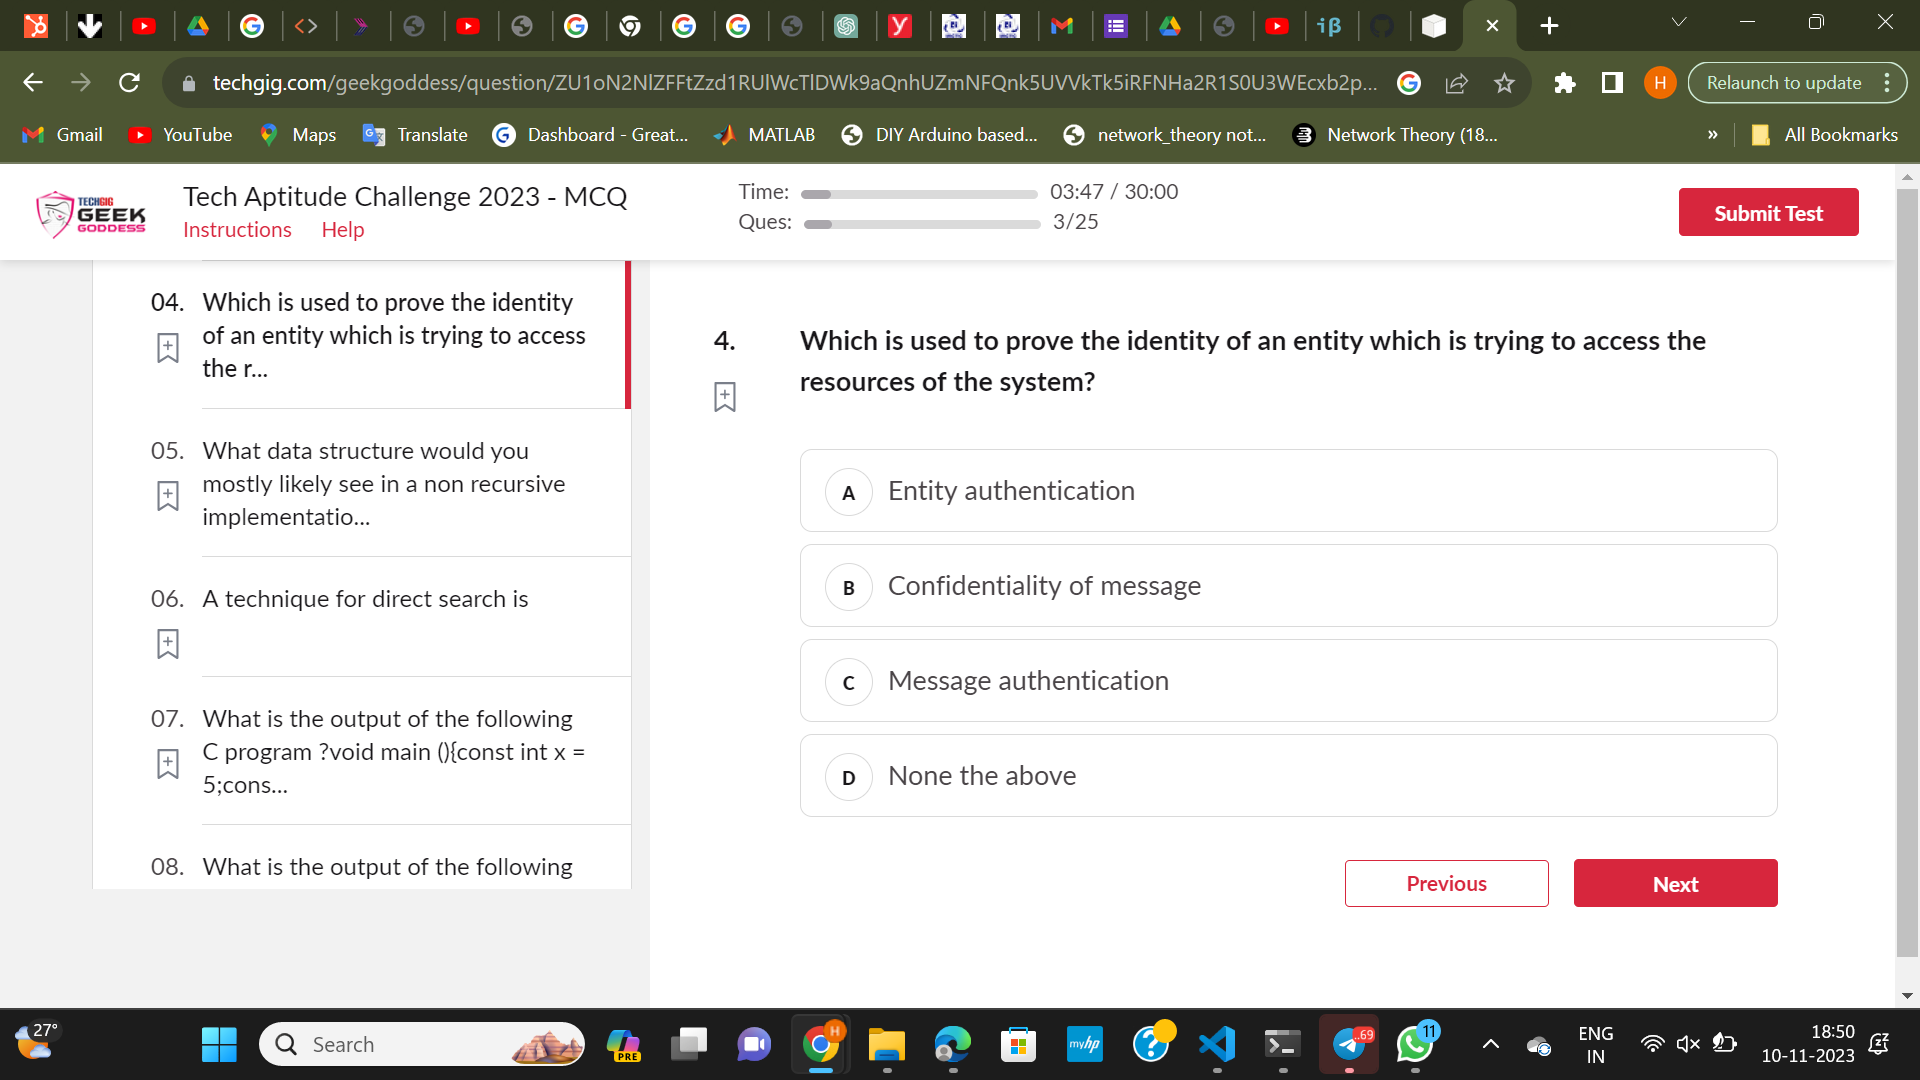 techgig.com/geekgoddess/question/ZU1oN2NlZFFtZzd1RUlWcTlDWk9aQnhUZmNFQnk5UVVkTk5iRFNHa2R1S0U3WEcxb2p...
Relaunch to update
Gmail
YouTube
Maps
Translate
Dashboard - Great...
MATLAB
DIY Arduino based...
network_theory not...
Network Theory (18...
»
All Bookmarks
TECHGIG
GEEK
GODDESS
Tech Aptitude Challenge 2023 - MCQ
Instructions
Help
Time: 03:47 / 30:00
Ques: 3/25
Submit Test
04. Which is used to prove the identity
of an entity which is trying to access
the r...
05. What data structure would you
mostly likely see in a non recursive
implementatio...
06. A technique for direct search is
07. What is the output of the following
C program ?void main (){const int x =
5;cons...
08. What is the output of the following
4. Which is used to prove the identity of an entity which is trying to access the
resources of the system?
A Entity authentication
B Confidentiality of message
C Message authentication
D None the above
Previous
Next
27°
Search
PRE
H
myhp
69
11
ENG
IN
18:50
10-11-2023